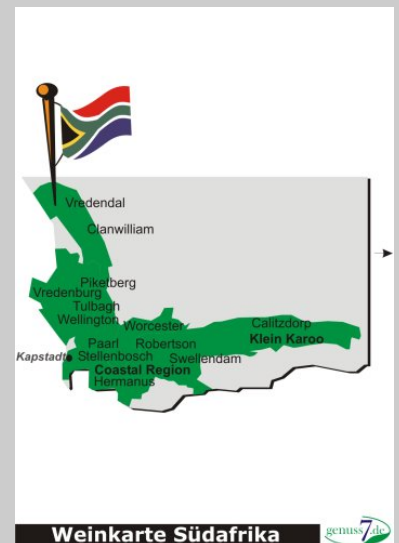 Vredendal
Clanwilliam
Piketberg
Vredenburg
Tulbagh
Wellington
Worcester
Calitzdorp
Paarl
Robertson
Klein Karoo
Kapstadt
Stellenbosch
Swellendam
Coastal Region
Hermanus
Weinkarte Südafrika
genuss7.de